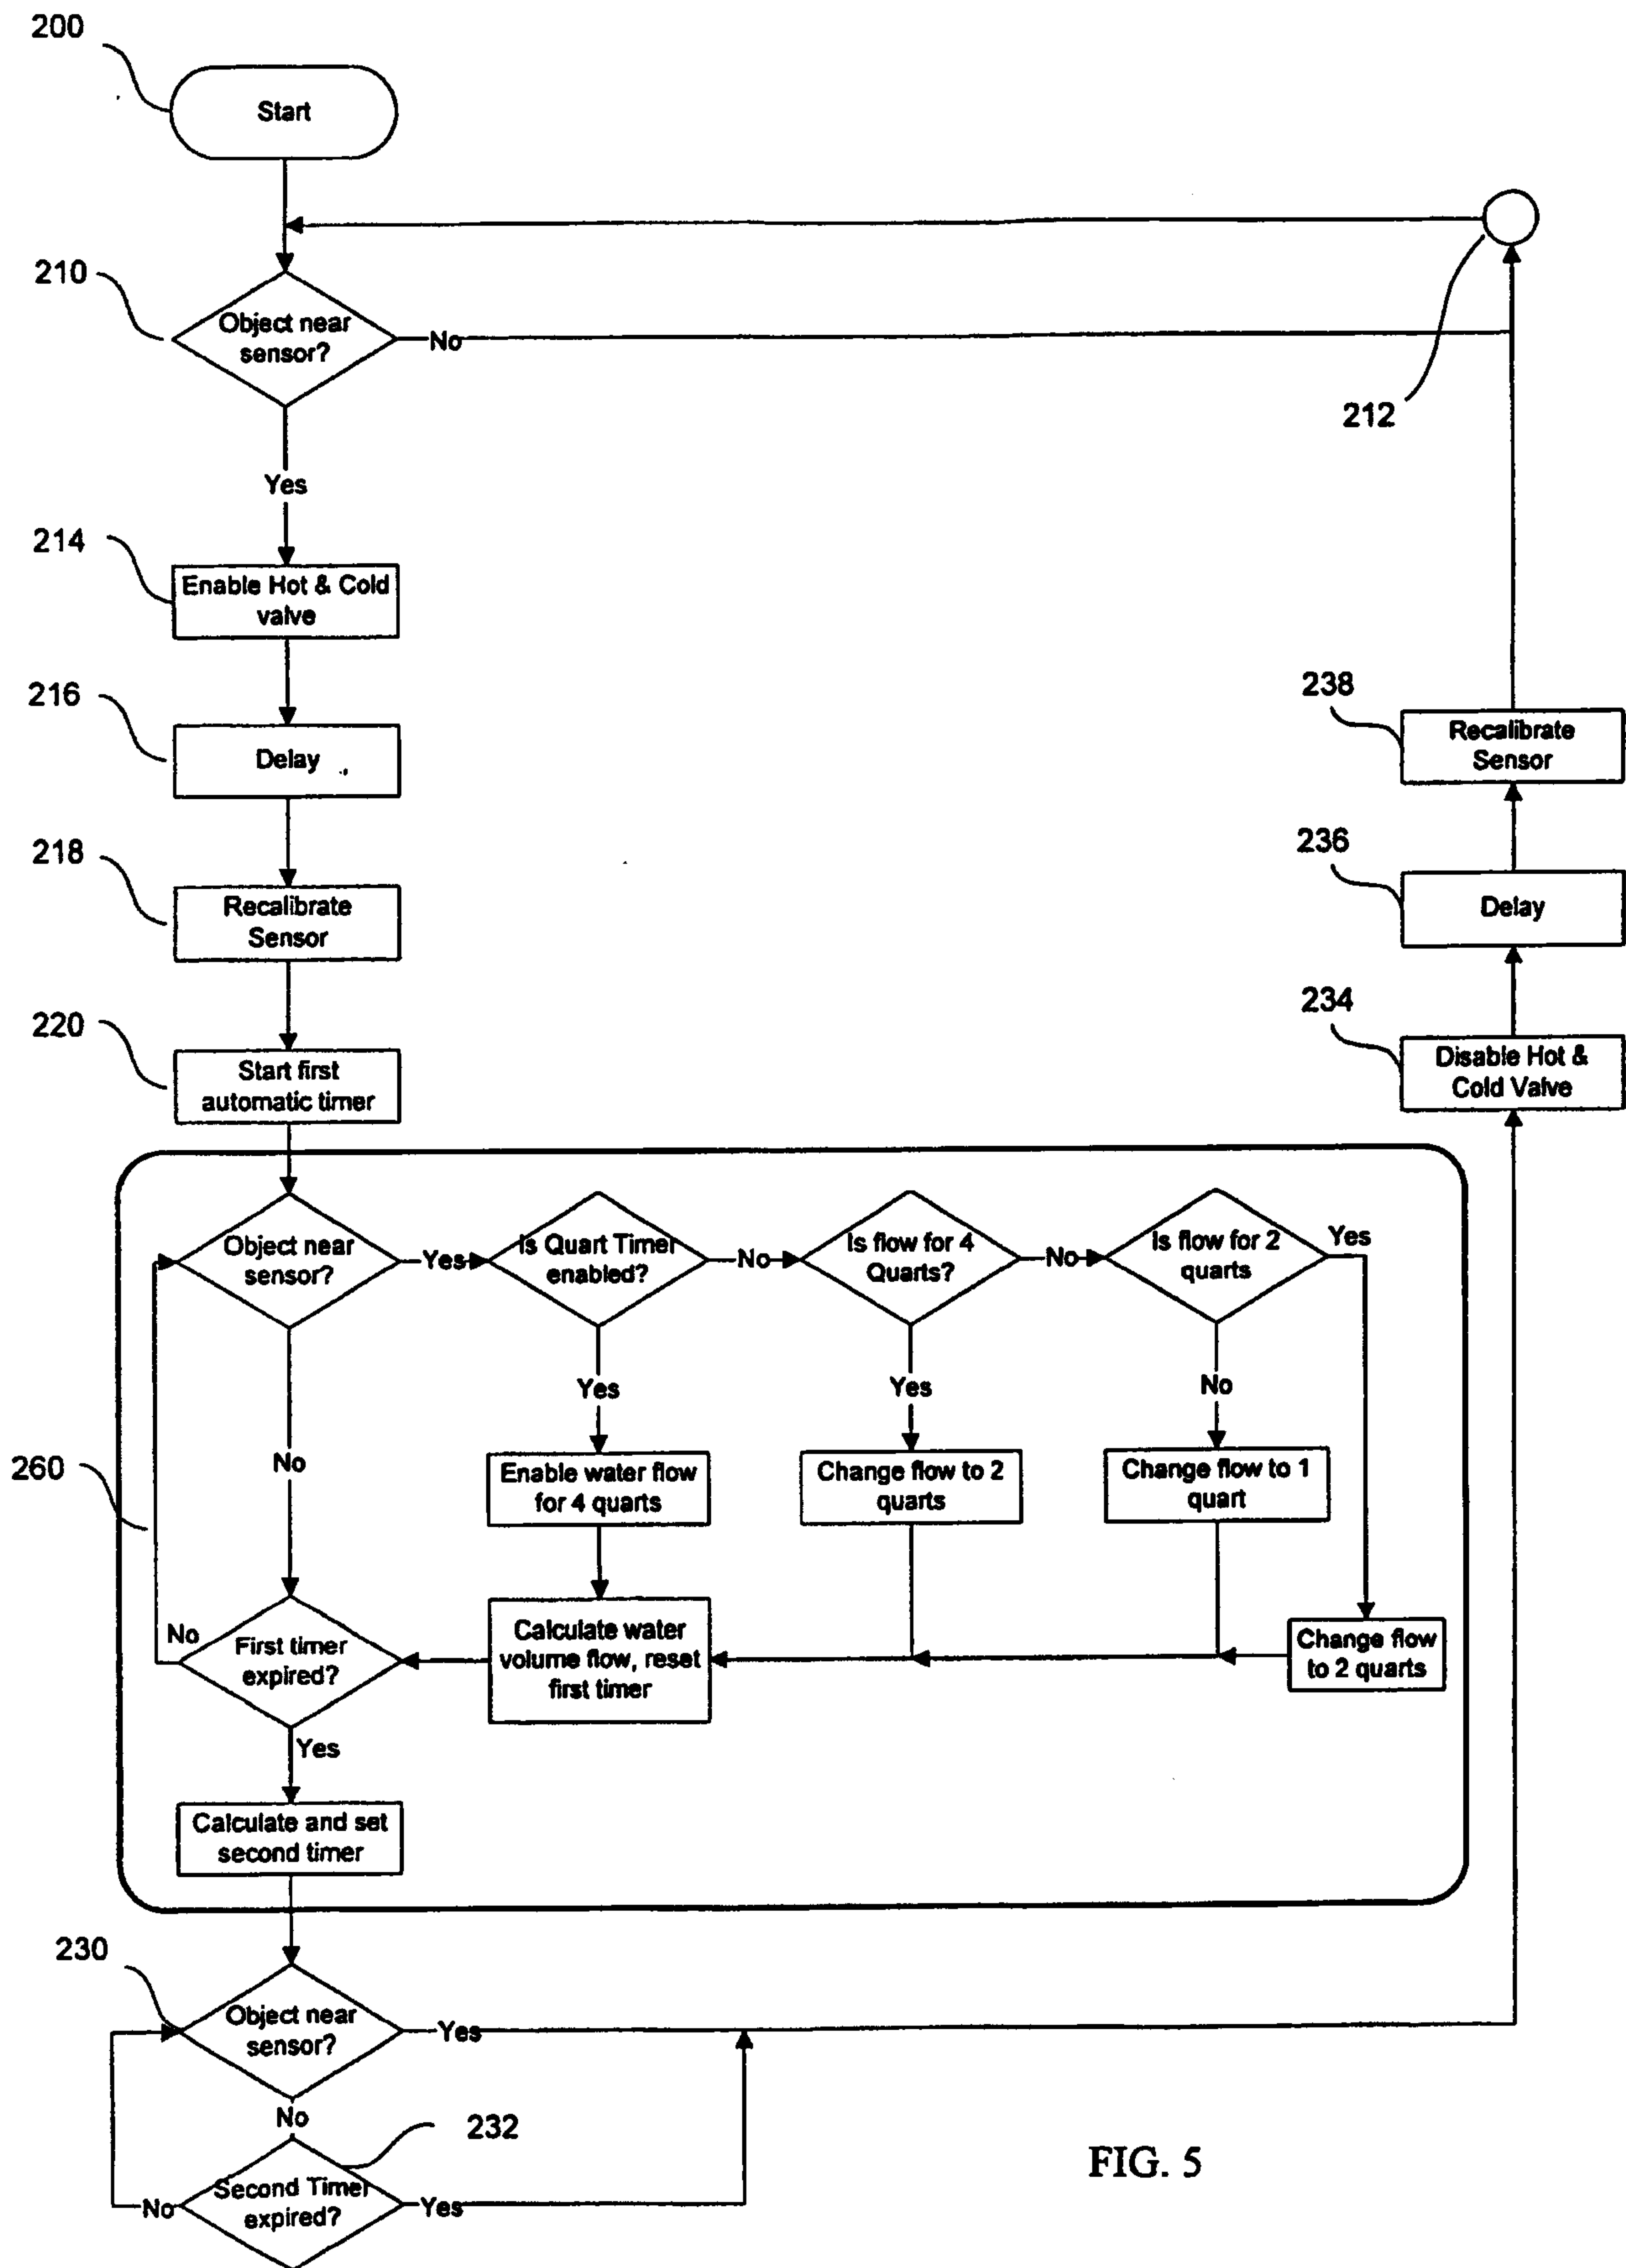 200
Start
210
Object near
sensor?
No
212
Yes
214
Enable Hot & Cold
valve
216
Delay
218
Recalibrate
Sensor
220
Start first
automatic timer
238
Recalibrate
Sensor
236
Delay
234
Disable Hot &
Cold Valve
Object near
sensor?
Yes
Is Quart Timer
enabled?
No
Is flow for 4
Quarts?
No
Is flow for 2
quarts
Yes
No
Yes
Yes
No
260
Enable water flow
for 4 quarts
Change flow to 2
quarts
Change flow to 1
quart
No
First timer
expired?
Calculate water
volume flow, reset
first timer
Change flow
to 2 quarts
Yes
Calculate and set
second timer
230
Object near
sensor?
Yes
No
232
Second Timer
expired?
No
Yes
FIG. 5